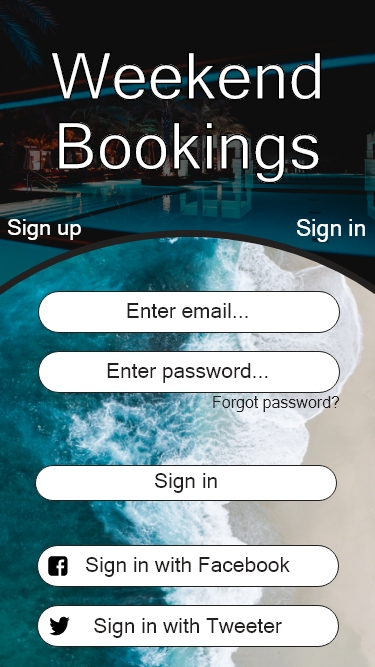 Weekend
Bookings
Sign up
Sign in
Enter email...
Enter password...
Forgot password?
Sign in
Sign in with Facebook
Sign in with Tweeter